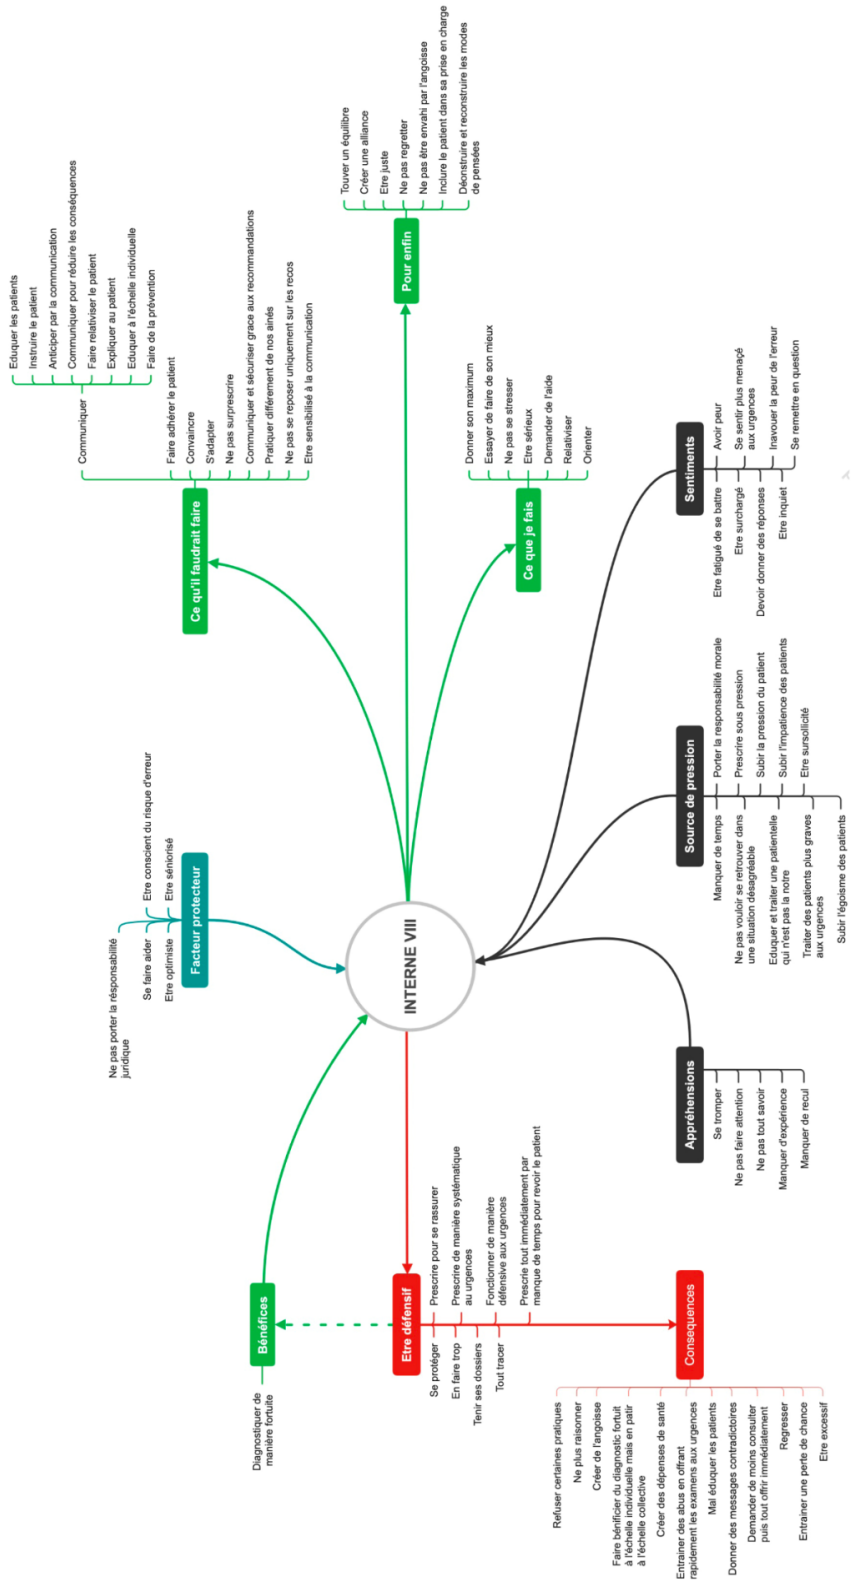 INTERNE VIII
Bénéfices
Diagnostiquer de
manière fortuite
Etre défensif
Se protéger
En faire trop
Tenir ses dossiers
Tout tracer
Prescrire pour se rassurer
Prescrire de manière systématique
au urgences
Fonctionner de manière
défensive aux urgences
Prescrie tout immédiatement par
manque de temps pour revoir le patient
Consequences
Refuser certaines pratiques
Ne plus raisonner
Créer de l'angoisse
Faire bénificier du diagnostic fortuit
à l'échelle individuelle mais en patir
à l'échelle collective
Créer des dépenses de santé
Entrainer des abus en offrant
rapidement les examens aux urgences
Mal éduquer les patients
Donner des messages contradictoires
Demander de moins consulter
puis tout offrir immédiatement
Regresser
Entrainer une perte de chance
Etre excessif
Facteur protecteur
Ne pas porter la résponsabilité
juridique
Se faire aider
Etre optimiste
Etre conscient du risque d'erreur
Etre séniorisé
Ce qu'il faudrait faire
Communiquer
Eduquer les patients
Instruire le patient
Anticiper par la communication
Communiquer pour réduire les conséquences
Faire relativiser le patient
Expliquer au patient
Eduquer à l'échelle individuelle
Faire de la prévention
Faire adhérer le patient
Convaincre
S'adapter
Ne pas surprescrire
Communiquer et sécuriser grace aux recommandations
Pratiquer différement de nos ainés
Ne pas se reposer uniquement sur les recos
Etre sensibilisé à la communication
Pour enfin
Touver un équilibre
Créer une alliance
Etre juste
Ne pas regretter
Ne pas être envahi par l'angoisse
Inclure le patient dans sa prise en charge
Déonstruire et reconstruire les modes
de pensées
Ce que je fais
Donner son maximum
Essayer de faire de son mieux
Ne pas se stresser
Etre sérieux
Demander de l'aide
Relativiser
Orienter
Appréhensions
Se tromper
Ne pas faire attention
Ne pas tout savoir
Manquer d'expérience
Manquer de recul
Source de pression
Manquer de temps
Ne pas vouloir se retrouver dans
une situation désagréable
Eduquer et traiter une patientelle
qui n'est pas la notre
Traiter des patients plus graves
aux urgences
Subir l'égoïsme des patients
Porter la responsabilité morale
Prescrire sous pression
Subir la pression du patient
Subir l'impatience des patients
Etre sursollicité
Sentiments
Etre fatigué de se battre
Etre surchargé
Devoir donner des réponses
Etre inquiet
Avoir peur
Se sentir plus menaçé
aux urgences
Inavouer la peur de l'erreur
Se remettre en question